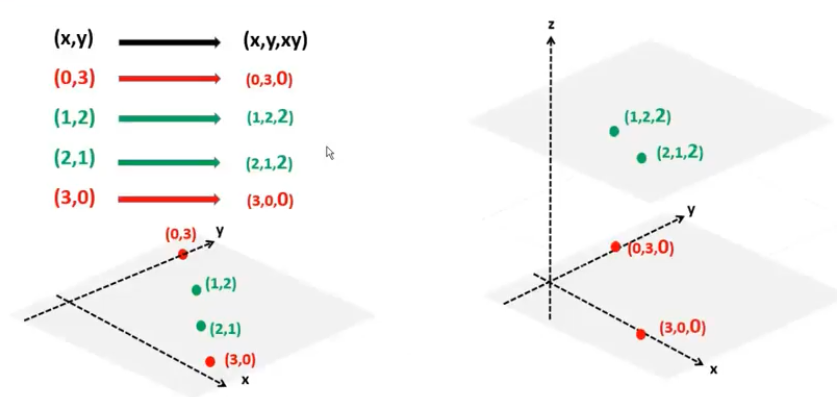 (x,y) (x,y,xy)
(0,3) (0,3,0)
(1,2) (1,2,2)
(2,1) (2,1,2)
(3,0) (3,0,0)
(0,3)
y
(1,2)
(2,1)
(3,0)
x
z
(1,2,2)
(2,1,2)
y
(0,3,0)
(3,0,0)
x